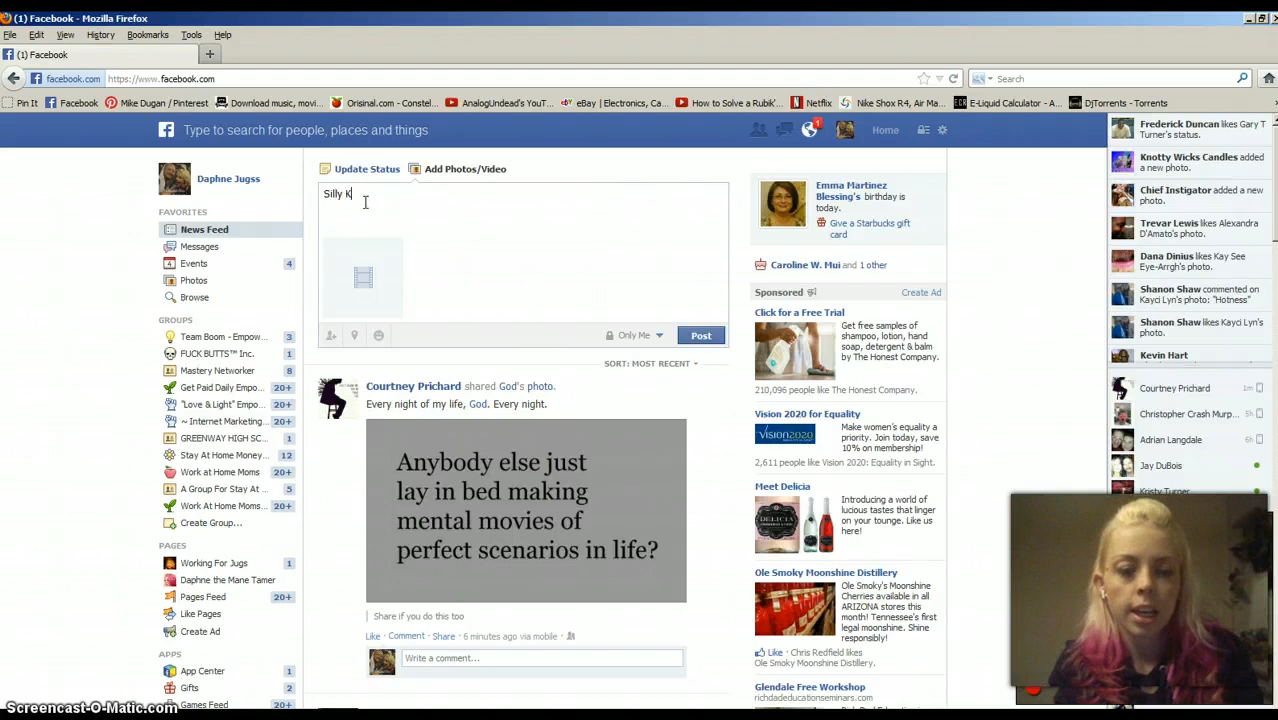 (1) Facebook - Mozilla Firefox
File Edit View History Bookmarks Tools Help
(1) Facebook
facebook.com https://www.facebook.com
Search
Pin It Facebook Mike Dugan / Pinterest Download music, movi... Orisinal.com - Constel... AnalogUndead's YouT... eBay | Electronics, Ca... How to Solve a Rubik'... Netflix Nike Shox R4, Air Ma... E-Liquid Calculator - A... DjTorrents - Torrents
Type to search for people, places and things
1
Home
Daphne Jugss
FAVORITES
News Feed
Messages
Events 4
Photos
Browse
GROUPS
Team Boom - Empow... 3
FUCK BUTTS™ Inc. 1
Mastery Networker 8
Get Paid Daily Empo... 20+
"Love & Light" Empo... 20+
~ Internet Marketing... 20+
GREENWAY HIGH SC... 1
Stay At Home Money... 12
Work at Home Moms 20+
A Group For Stay At ... 5
Work At Home Moms... 20+
Create Group...
PAGES
Working For Jugs 1
Daphne the Mane Tamer
Pages Feed 20+
Like Pages
Create Ad
APPS
App Center 1
Gifts 2
Games Feed 20+
Update Status Add Photos/Video
Silly K
Only Me Post
SORT: MOST RECENT
Courtney Prichard shared God's photo.
Every night of my life, God. Every night.
Anybody else just
lay in bed making
mental movies of
perfect scenarios in life?
Share if you do this too
Like · Comment · Share · 6 minutes ago via mobile
Write a comment...
Emma Martinez
Blessing's birthday is
today.
Give a Starbucks gift
card
Caroline W. Mui and 1 other
Sponsored Create Ad
Click for a Free Trial
Get free samples of
shampoo, lotion, hand
soap, detergent & balm
by The Honest Company.
210,096 people like The Honest Company.
Vision 2020 for Equality
VISION2020
Make women's equality a
priority. Join today, save
10% on membership!
2,611 people like Vision 2020: Equality in Sight.
Meet Delicia
DELICIA
Introducing a world of
lucious tastes that linger
on your tounge. Like us
here!
Ole Smoky Moonshine Distillery
Ole Smoky's Moonshine
Cherries available in all
ARIZONA stores this
month! Tennessee's first
legal moonshine. Shine
responsibly!
Like · Chris Redfield likes
Ole Smoky Moonshine Distillery.
Glendale Free Workshop
richdadeducationseminars.com
Frederick Duncan likes Gary T
Turner's status.
Knotty Wicks Candles added a
new photo.
Chief Instigator added a new
photo.
Trevar Lewis likes Alexandra
D'Amato's photo.
Dana Dinius likes Kay See
Eye-Arrgh's photo.
Shanon Shaw commented on
Kayci Lyn's photo: "Hotness"
Shanon Shaw likes Kayci Lyn's
photo.
Kevin Hart
Courtney Prichard 1m
Christopher Crash Murp... 5h
Adrian Langdale 6h
Jay DuBois
Kristy Turner
Screencast-O-Matic.com